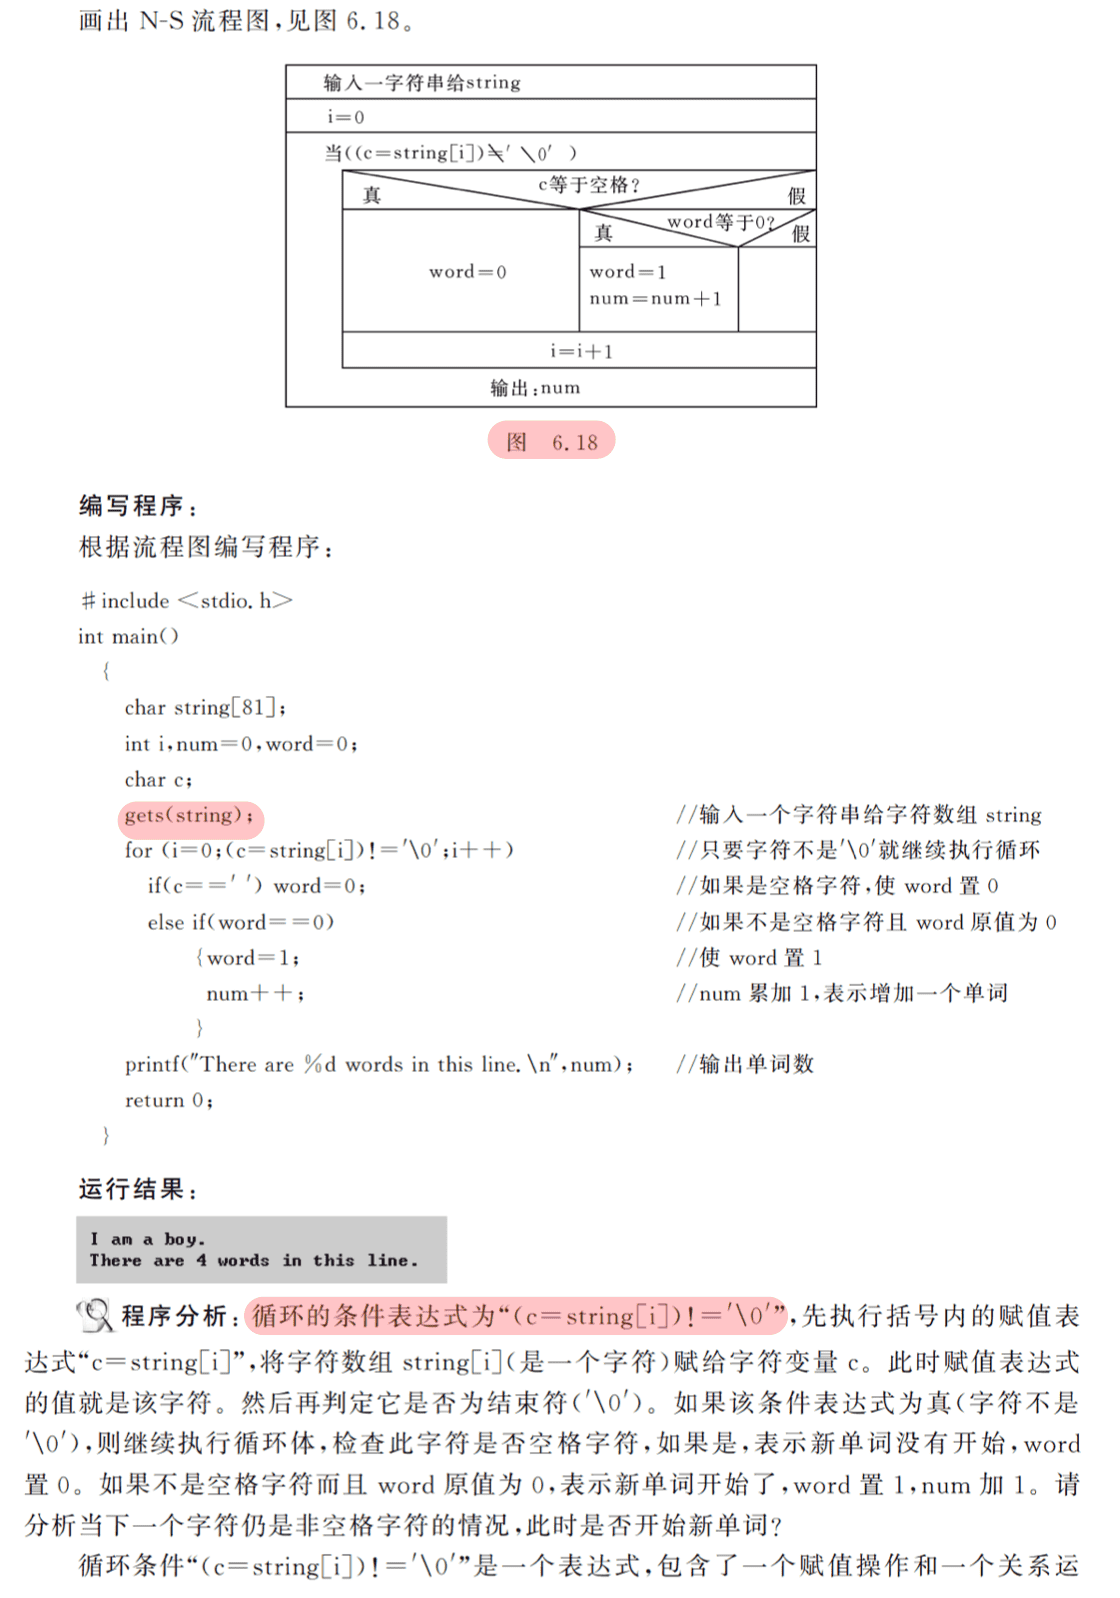 画出 N-S 流程图,见图 6.18。
输入一字符串给string
i=0
当((c=string[i])≠'\0' )
c等于空格?
真
假
word等于0?
真
假
word=0
word=1
num=num+1
i=i+1
输出:num
图 6.18
编写程序:
根据流程图编写程序:
#include <stdio.h>
int main()
{
char string[81];
int i,num=0,word=0;
char c;
gets(string); //输入一个字符串给字符数组 string
for (i=0;(c=string[i])!='\0';i++) //只要字符不是'\0'就继续执行循环
if(c==' ') word=0; //如果是空格字符,使 word 置 0
else if(word==0) //如果不是空格字符且 word 原值为 0
{word=1; //使 word 置 1
num++; //num 累加 1,表示增加一个单词
}
printf("There are %d words in this line.\n",num); //输出单词数
return 0;
}
运行结果:
I am a boy.
There are 4 words in this line.
程序分析:循环的条件表达式为“(c=string[i])!='\0'”,先执行括号内的赋值表
达式“c=string[i]”,将字符数组 string[i](是一个字符)赋给字符变量 c。此时赋值表达式
的值就是该字符。然后再判定它是否为结束符('\0')。如果该条件表达式为真(字符不是
'\0'),则继续执行循环体,检查此字符是否空格字符,如果是,表示新单词没有开始,word
置 0。如果不是空格字符而且 word 原值为 0,表示新单词开始了,word 置 1,num 加 1。请
分析当下一个字符仍是非空格字符的情况,此时是否开始新单词?
循环条件“(c=string[i])!='\0'”是一个表达式,包含了一个赋值操作和一个关系运